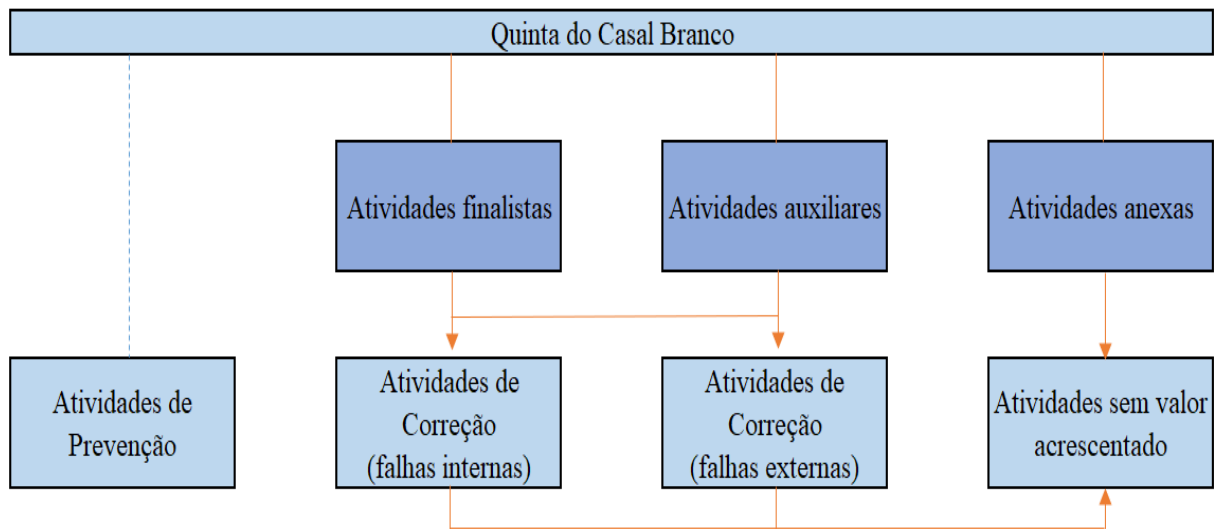 Quinta do Casal Branco
Atividades finalistas
Atividades auxiliares
Atividades anexas
Atividades de
Prevenção
Atividades de
Correção
(falhas internas)
Atividades de
Correção
(falhas externas)
Atividades sem valor
acrescentado